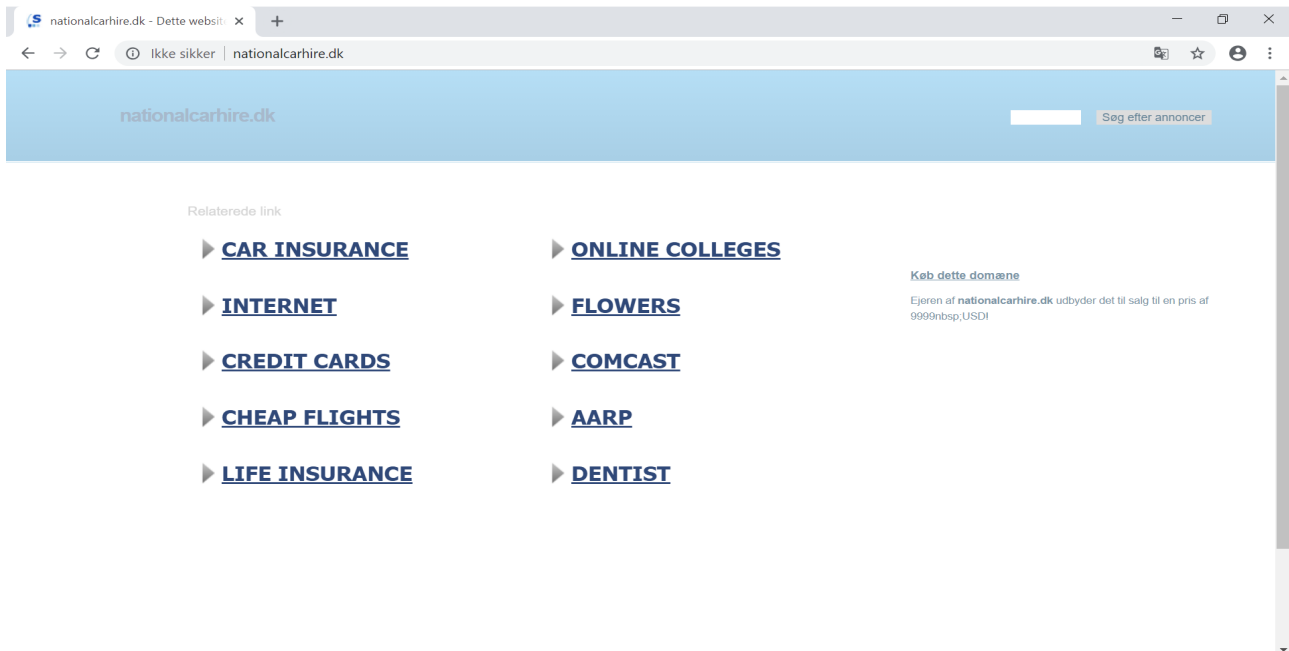 nationalcarhire.dk - Dette websit
Ikke sikker nationalcarhire.dk
nationalcarhire.dk
Søg efter annoncer
Relaterede link
CAR INSURANCE
ONLINE COLLEGES
INTERNET
FLOWERS
CREDIT CARDS
COMCAST
CHEAP FLIGHTS
AARP
LIFE INSURANCE
DENTIST
Køb dette domæne
Ejeren af nationalcarhire.dk udbyder det til salg til en pris af
9999nbsp;USD!